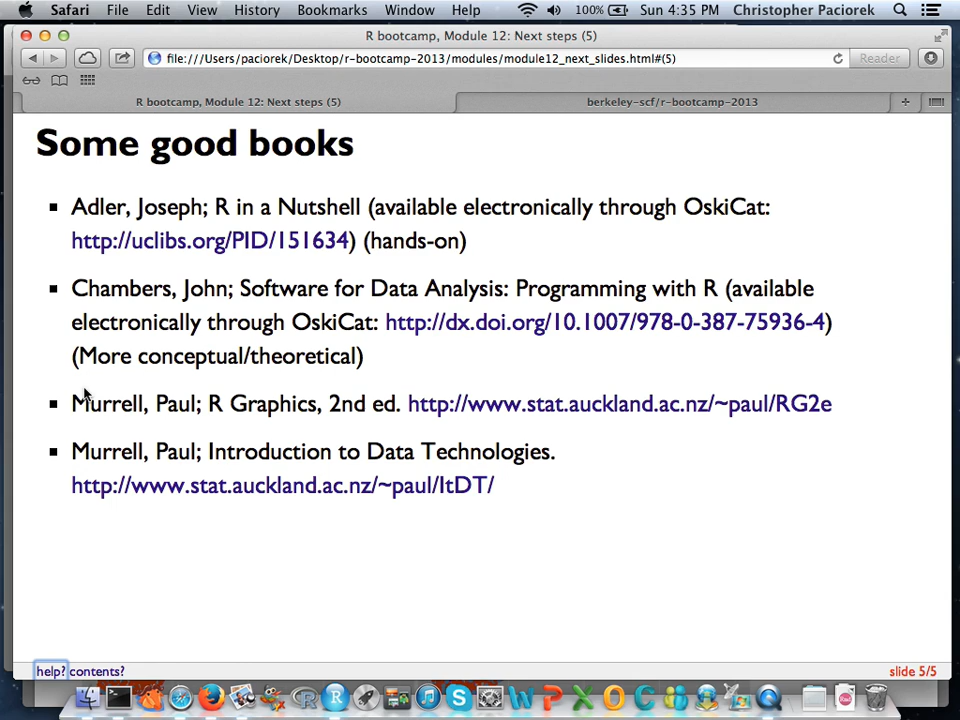 Safari File Edit View History Bookmarks Window Help 100% Sun 4:35 PM Christopher Paciorek
R bootcamp, Module 12: Next steps (5)
file:///Users/paciorek/Desktop/r-bootcamp-2013/modules/module12_next_slides.html#(5) Reader
R bootcamp, Module 12: Next steps (5) berkeley-scf/r-bootcamp-2013
Some good books
Adler, Joseph; R in a Nutshell (available electronically through OskiCat:
http://uclibs.org/PID/151634) (hands-on)
Chambers, John; Software for Data Analysis: Programming with R (available
electronically through OskiCat: http://dx.doi.org/10.1007/978-0-387-75936-4)
(More conceptual/theoretical)
Murrell, Paul; R Graphics, 2nd ed. http://www.stat.auckland.ac.nz/~paul/RG2e
Murrell, Paul; Introduction to Data Technologies.
http://www.stat.auckland.ac.nz/~paul/ItDT/
help? contents? slide 5/5